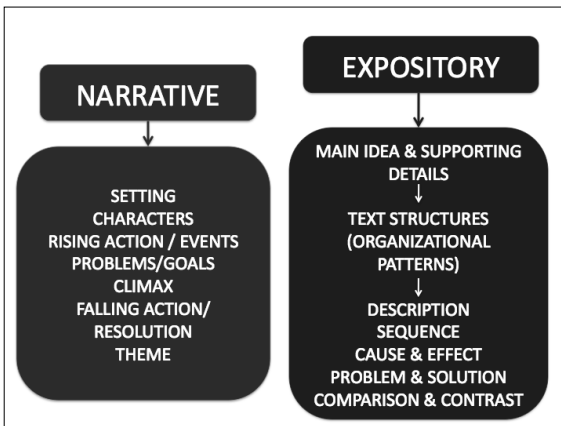 NARRATIVE
SETTING
CHARACTERS
RISING ACTION / EVENTS
PROBLEMS/GOALS
CLIMAX
FALLING ACTION/
RESOLUTION
THEME
EXPOSITORY
MAIN IDEA & SUPPORTING
DETAILS
TEXT STRUCTURES
(ORGANIZATIONAL
PATTERNS)
DESCRIPTION
SEQUENCE
CAUSE & EFFECT
PROBLEM & SOLUTION
COMPARISON & CONTRAST